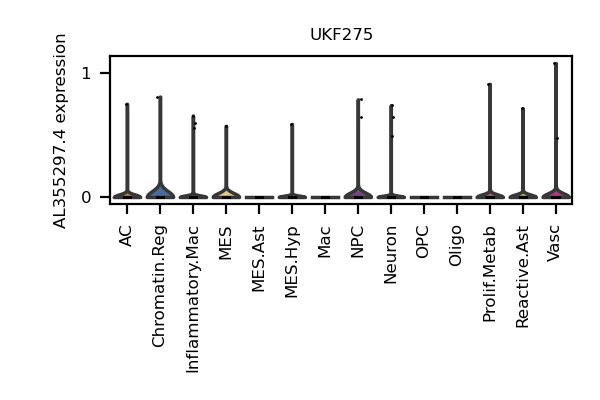 UKF275
AL355297.4 expression
1
0
AC
Chromatin.Reg
Inflammatory.Mac
MES
MES.Ast
MES.Hyp
Mac
NPC
Neuron
OPC
Oligo
Prolif.Metab
Reactive.Ast
Vasc